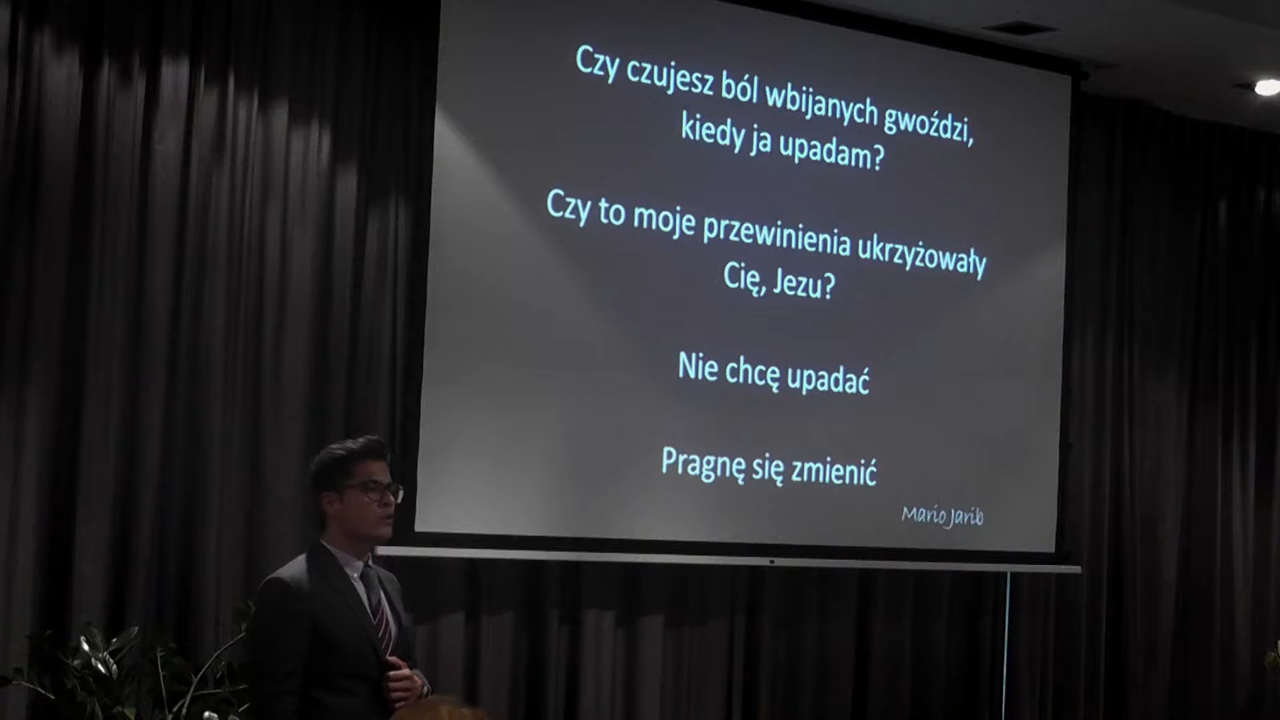 Czy czujesz ból wbijanych gwoździ,
kiedy ja upadam?
Czy to moje przewinienia ukrzyżowały
Cię, Jezu?
Nie chcę upadać
Pragnę się zmienić
Mario Jarib